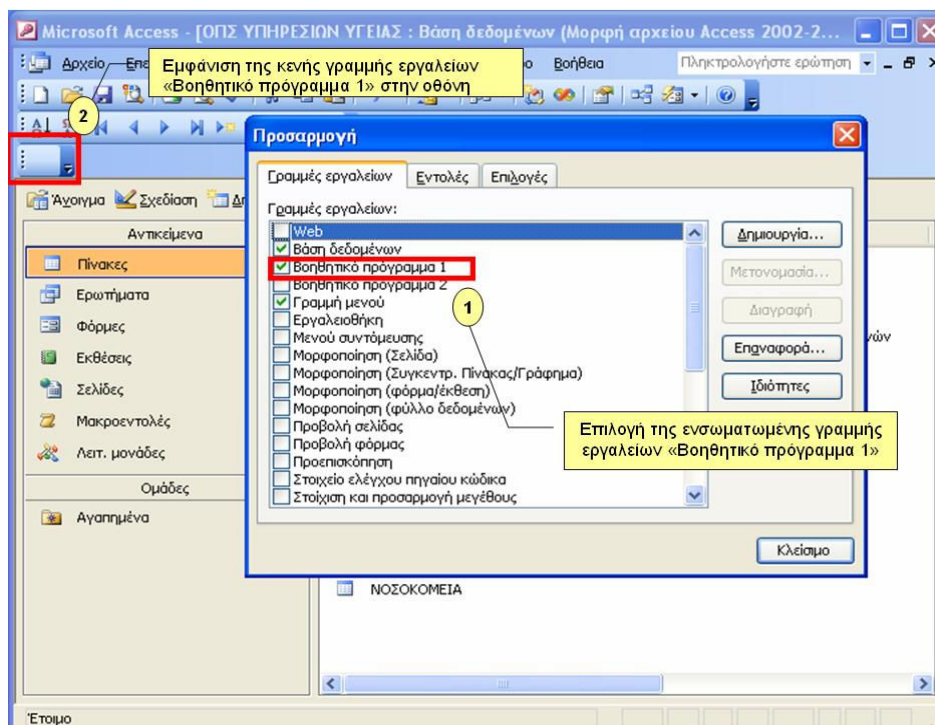 Microsoft Access - [ΟΠΣ ΥΠΗΡΕΣΙΩΝ ΥΓΕΙΑΣ : Βάση δεδομένων (Μορφή αρχείου Access 2002-2...
Αρχείο Επε
Βοήθεια
Πληκτρολογήστε ερώτηση
Εμφάνιση της κενής γραμμής εργαλείων
«Βοηθητικό πρόγραμμα 1» στην οθόνη
2
Άνοιγμα Σχεδίαση
Αντικείμενα
Πίνακες
Ερωτήματα
Φόρμες
Εκθέσεις
Σελίδες
Μακροεντολές
Λειτ. μονάδες
Ομάδες
Αγαπημένα
Προσαρμογή
Γραμμές εργαλείων Εντολές Επιλογές
Γραμμές εργαλείων:
Web
Βάση δεδομένων
Βοηθητικό πρόγραμμα 1
Βοηθητικό πρόγραμμα 2
Γραμμή μενού
Εργαλειοθήκη
Μενού συντόμευσης
Μορφοποίηση (Σελίδα)
Μορφοποίηση (Συγκεντρ. Πίνακας/Γράφημα)
Μορφοποίηση (φόρμα/έκθεση)
Μορφοποίηση (φύλλο δεδομένων)
Προβολή σελίδας
Προβολή φόρμας
Προεπισκόπηση
Στοιχείο ελέγχου πηγαίου κώδικα
Στοίχιση και προσαρμογή μεγέθους
Δημιουργία...
Μετονομασία...
Διαγραφή
Επαναφορά...
Ιδιότητες
1
Επιλογή της ενσωματωμένης γραμμής
εργαλείων «Βοηθητικό πρόγραμμα 1»
Κλείσιμο
ΝΟΣΟΚΟΜΕΙΑ
Έτοιμο